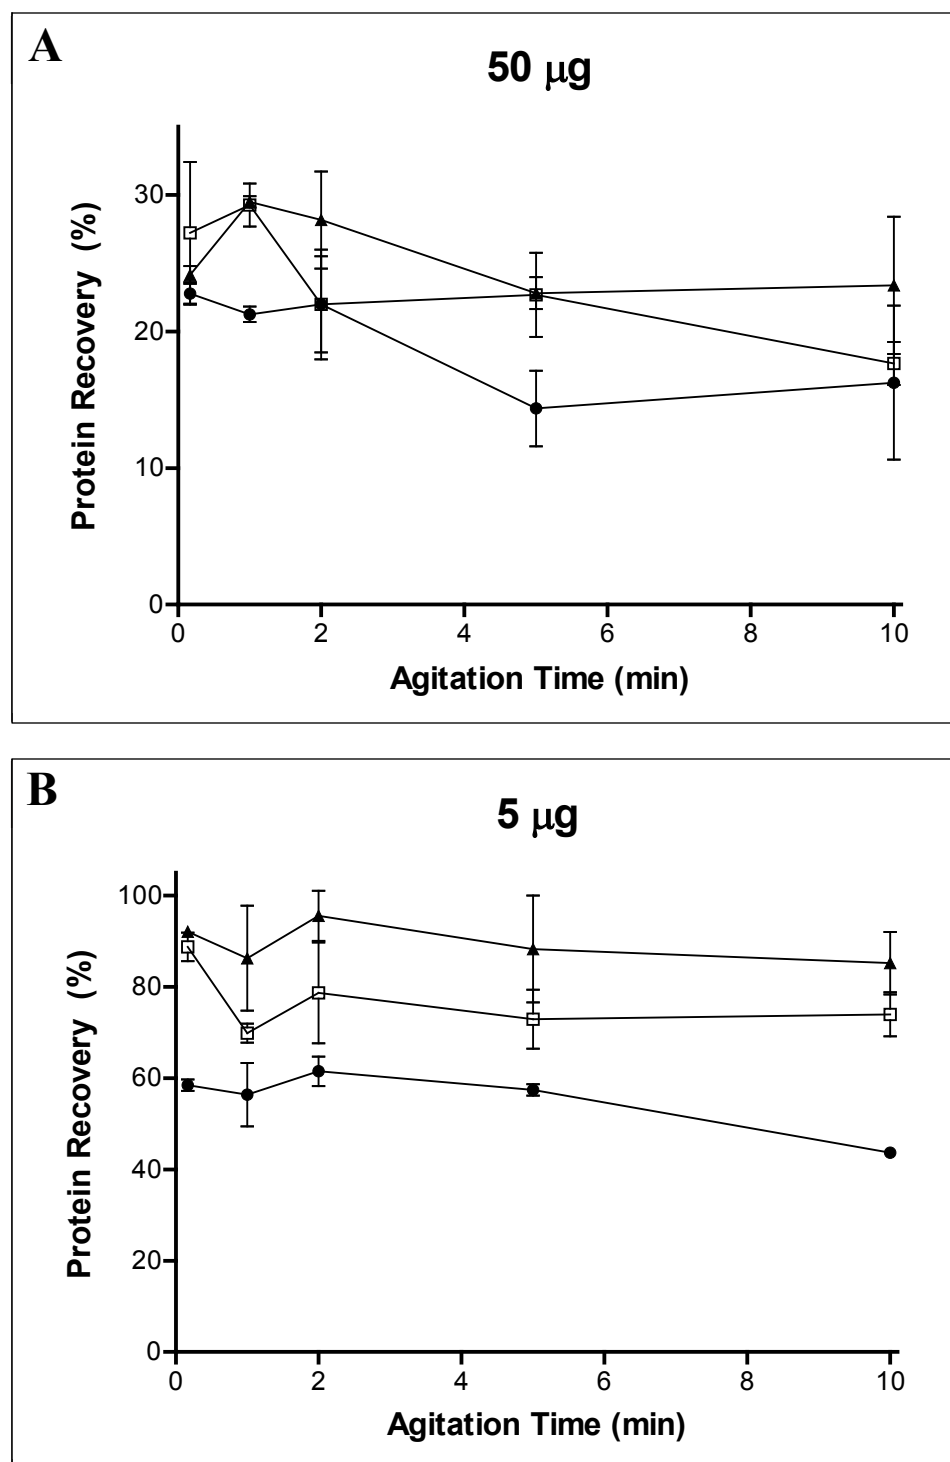 A
50 μg
Protein Recovery (%)
30
20
10
0
0 2 4 6 8 10
Agitation Time (min)
B
5 μg
Protein Recovery (%)
100
80
60
40
20
0
0 2 4 6 8 10
Agitation Time (min)